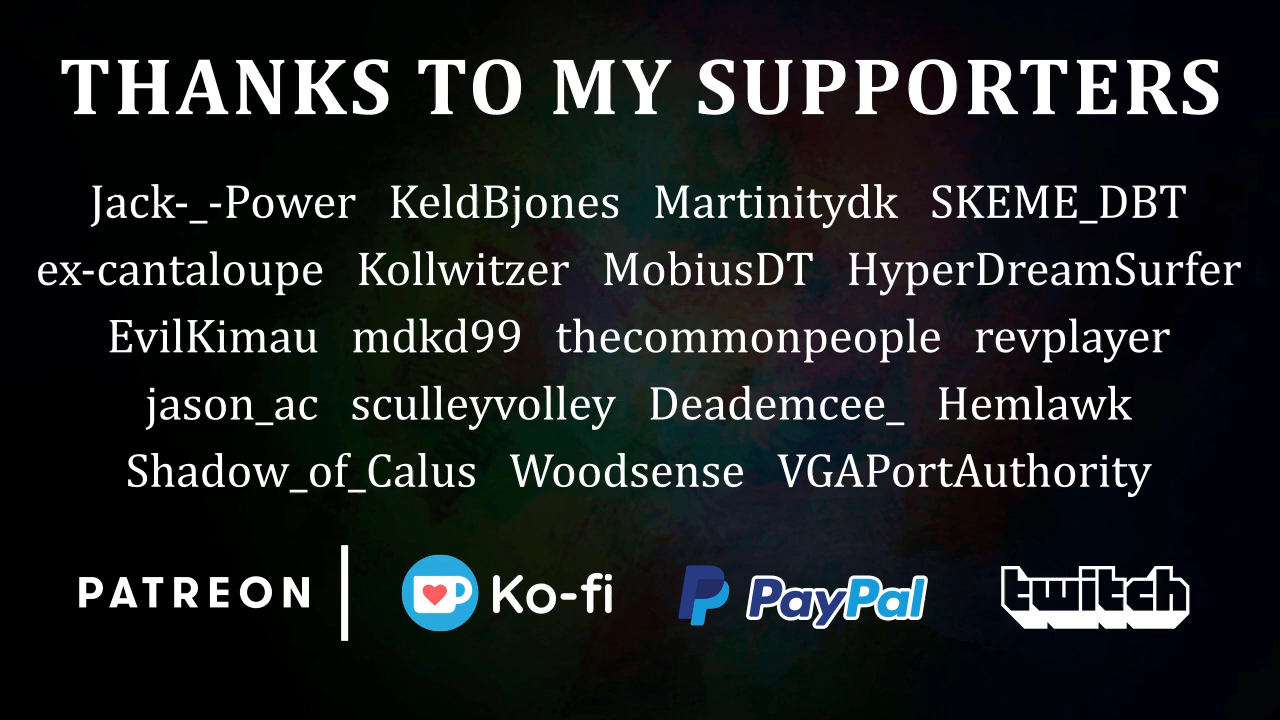 THANKS TO MY SUPPORTERS
Jack-_-Power KeldBjones Martinitydk SKEME_DBT
ex-cantaloupe Kollwitzer MobiusDT HyperDreamSurfer
EvilKimau mdkd99 thecommonpeople revplayer
jason_ac sculleyvolley Deademcee_ Hemlawk
Shadow_of_Calus Woodsense VGAPortAuthority
PATREON Ko-fi PayPal twitch